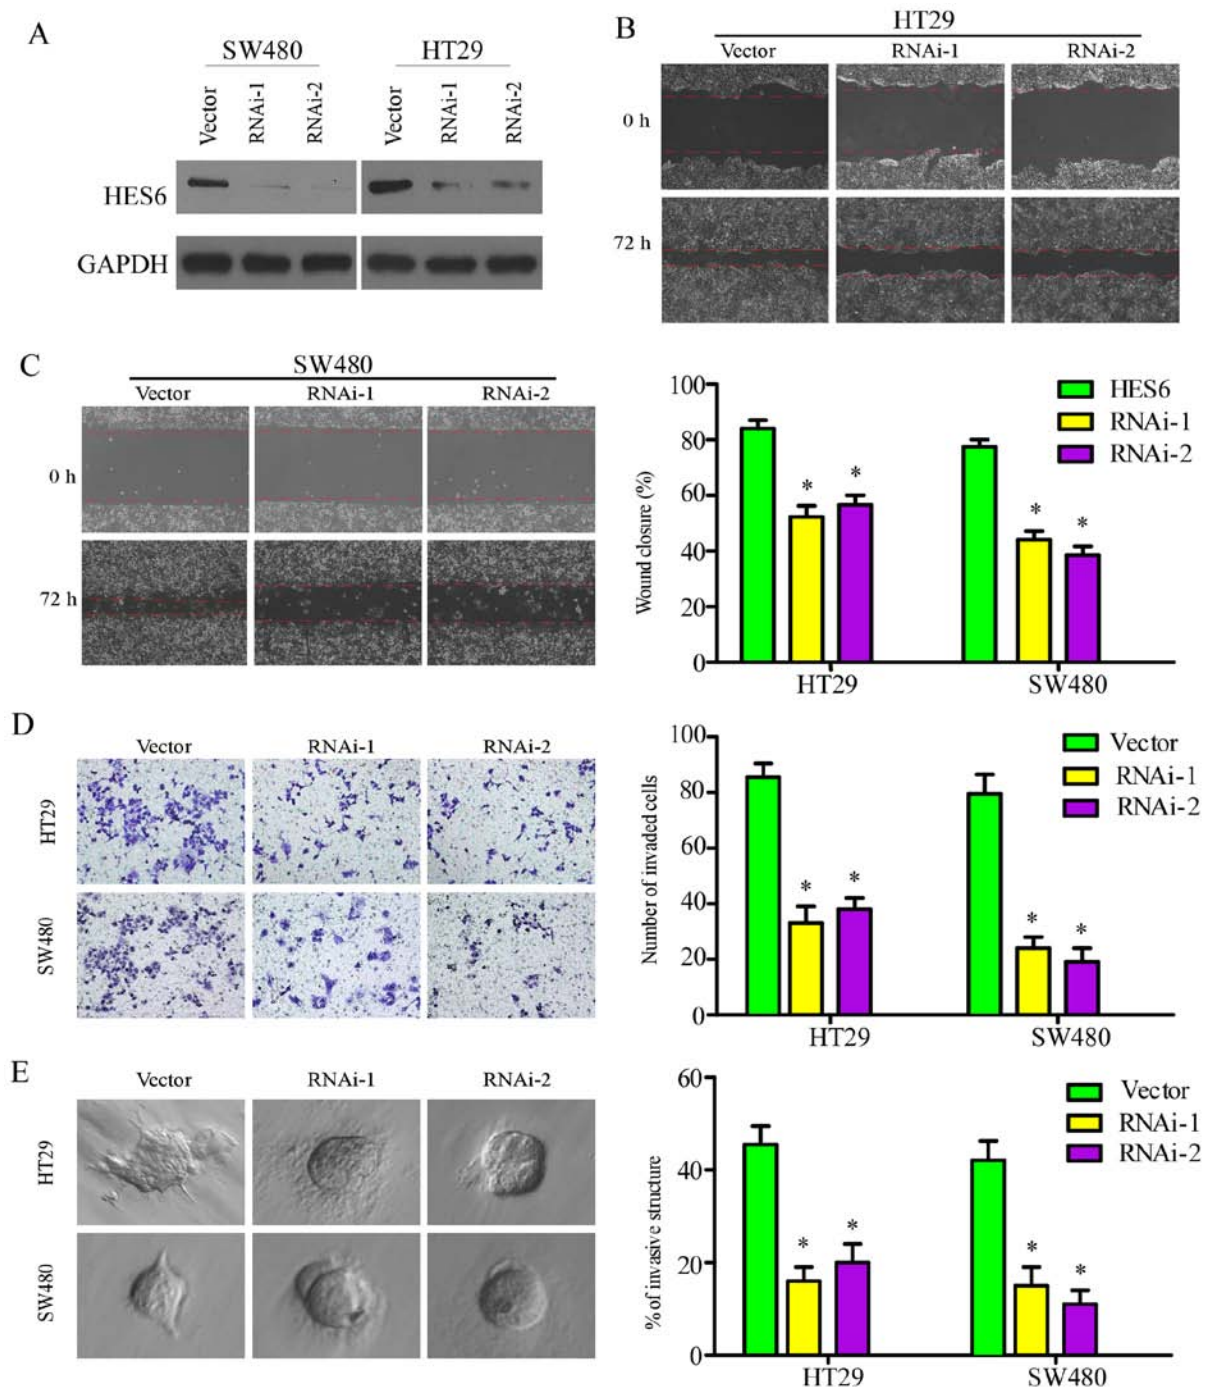 A
SW480 HT29
Vector RNAi-1 RNAi-2 Vector RNAi-1 RNAi-2
HES6
GAPDH
B
HT29
Vector RNAi-1 RNAi-2
0 h
72 h
C
SW480
Vector RNAi-1 RNAi-2
0 h
72 h
100
80
60
40
20
0
Wound closure (%)
HES6
RNAi-1
RNAi-2
* * * *
HT29 SW480
D
Vector RNAi-1 RNAi-2
HT29
SW480
100
80
60
40
20
0
Number of invaded cells
Vector
RNAi-1
RNAi-2
* * * *
HT29 SW480
E
Vector RNAi-1 RNAi-2
HT29
SW480
60
40
20
0
% of invasive structure
Vector
RNAi-1
RNAi-2
* * * *
HT29 SW480